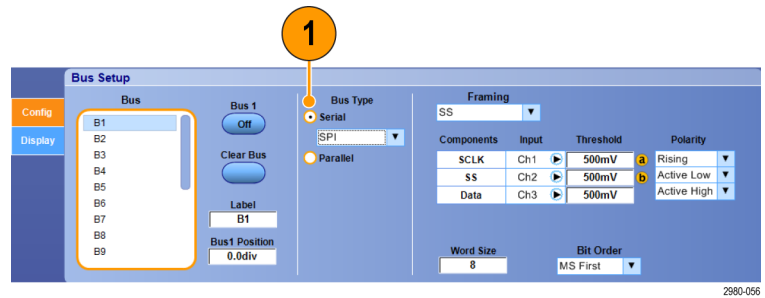 1
Bus Setup
Config
Display
Bus
B1
B2
B3
B4
B5
B6
B7
B8
B9
Bus 1
Off
Clear Bus
Label
B1
Bus1 Position
0.0div
Bus Type
Serial
SPI
Parallel
Framing
SS
Components Input Threshold Polarity
SCLK Ch1 500mV a Rising
SS Ch2 500mV b Active Low
Data Ch3 500mV Active High
Word Size
8
Bit Order
MS First
2980-056